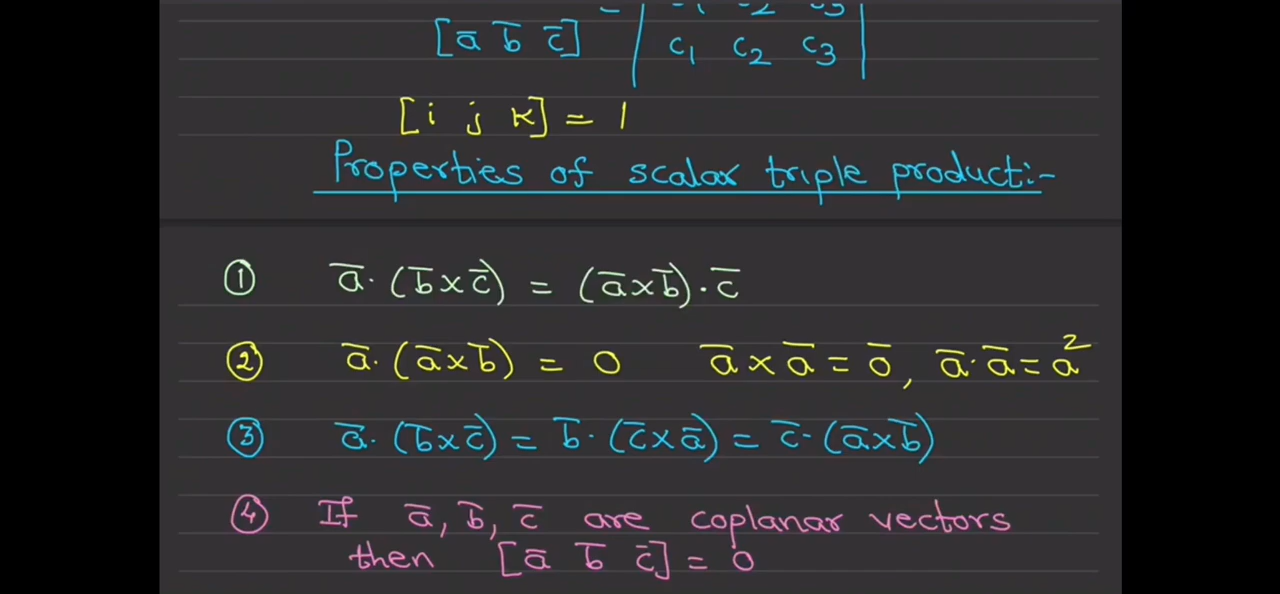 [a̅ b̅ c̅] = | c₁ c₂ c₃ |
[i j k] = 1
Properties of scalar triple product:-
① a̅·(b̅×c̅) = (a̅×b̅)·c̅
② a̅·(a̅×b̅) = 0 a̅×a̅ = 0̅, a̅·a̅ = a²
③ a̅·(b̅×c̅) = b̅·(c̅×a̅) = c̅·(a̅×b̅)
④ If a̅, b̅, c̅ are coplanar vectors
then [a̅ b̅ c̅] = 0